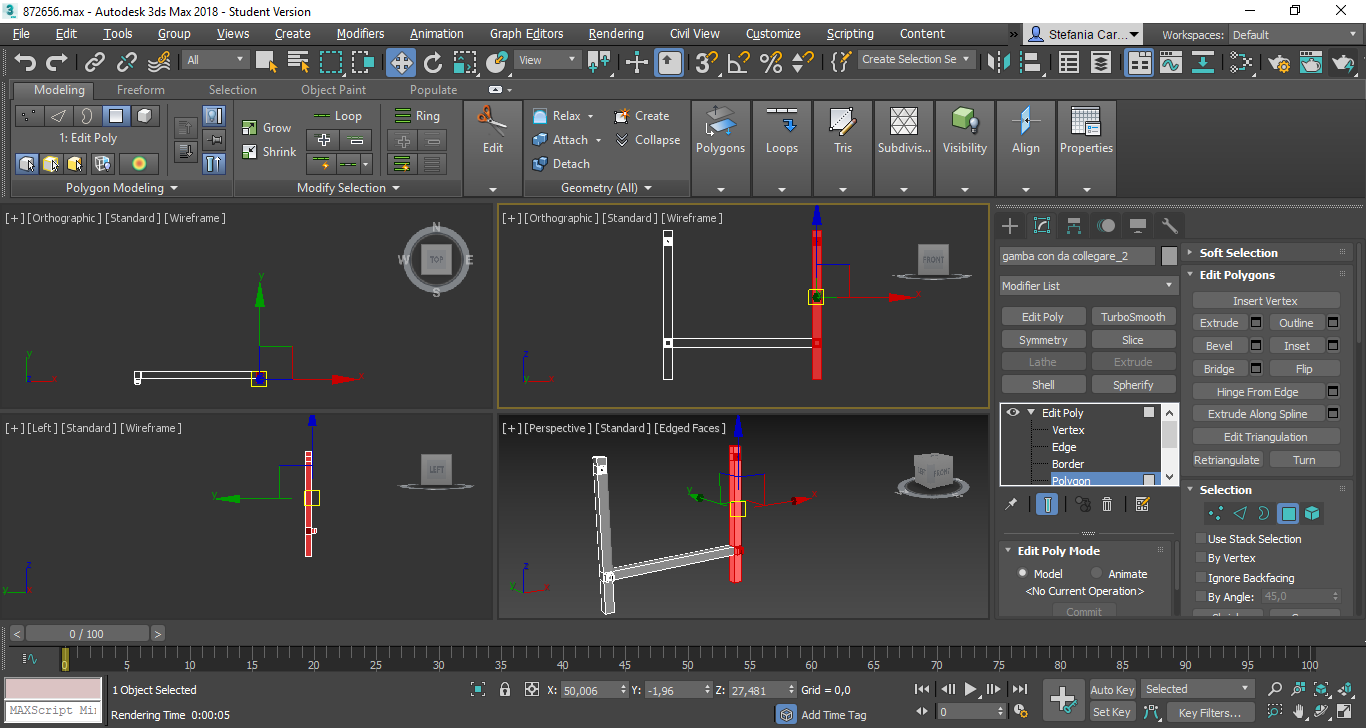 872656.max - Autodesk 3ds Max 2018 - Student Version
File Edit Tools Group Views Create Modifiers Animation Graph Editors Rendering Civil View Customize Scripting Content » Stefania Car... Workspaces: Default
All View Create Selection Se
Modeling Freeform Selection Object Paint Populate
1: Edit Poly
Polygon Modeling
Grow
Shrink
Loop
Ring
Modify Selection
Edit
Relax
Attach
Detach
Create
Collapse
Geometry (All)
Polygons
Loops
Tris
Subdivis...
Visibility
Align
Properties
[+] [Orthographic ] [Standard ] [Wireframe ]
N
W TOP E
S
y
y
z x x
[+] [Orthographic ] [Standard ] [Wireframe ]
FRONT
z
z
y x x
[+] [Left ] [Standard ] [Wireframe ]
LEFT
y
z
y
[+] [Perspective ] [Standard ] [Edged Faces ]
z
y x
z
y x
gamba con da collegare_2
Modifier List
Edit Poly TurboSmooth
Symmetry Slice
Lathe Extrude
Shell Spherify
Edit Poly
Vertex
Edge
Border
Polygon
Edit Poly Mode
Model Animate
<No Current Operation>
Commit
Soft Selection
Edit Polygons
Insert Vertex
Extrude Outline
Bevel Inset
Bridge Flip
Hinge From Edge
Extrude Along Spline
Edit Triangulation
Retriangulate Turn
Selection
Use Stack Selection
By Vertex
Ignore Backfacing
By Angle: 45,0
< 0 / 100 >
0 5 10 15 20 25 30 35 40 45 50 55 60 65 70 75 80 85 90 95 100
1 Object Selected
X: 50,006 Y: -1,96 Z: 27,481 Grid = 0,0
Auto Key Selected
MAXScript Mi
Rendering Time 0:00:05
Add Time Tag
0
Set Key Key Filters...